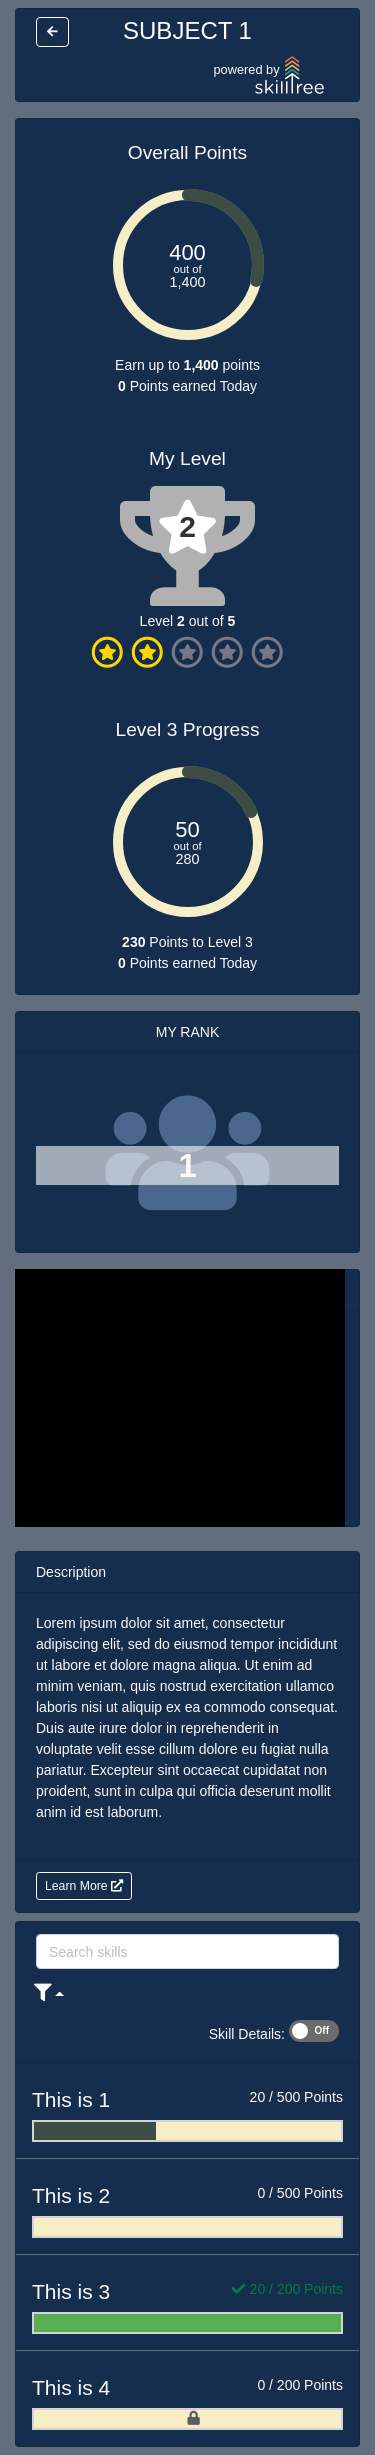 SUBJECT 1
powered by
skilltree
Overall Points
400
out of
1,400
Earn up to 1,400 points
0 Points earned Today
My Level
2
Level 2 out of 5
Level 3 Progress
50
out of
280
230 Points to Level 3
0 Points earned Today
MY RANK
1
Description
Lorem ipsum dolor sit amet, consectetur
adipiscing elit, sed do eiusmod tempor incididunt
ut labore et dolore magna aliqua. Ut enim ad
minim veniam, quis nostrud exercitation ullamco
laboris nisi ut aliquip ex ea commodo consequat.
Duis aute irure dolor in reprehenderit in
voluptate velit esse cillum dolore eu fugiat nulla
pariatur. Excepteur sint occaecat cupidatat non
proident, sunt in culpa qui officia deserunt mollit
anim id est laborum.
Learn More
Search skills
Skill Details: Off
This is 1 20 / 500 Points
This is 2 0 / 500 Points
This is 3 20 / 200 Points
This is 4 0 / 200 Points